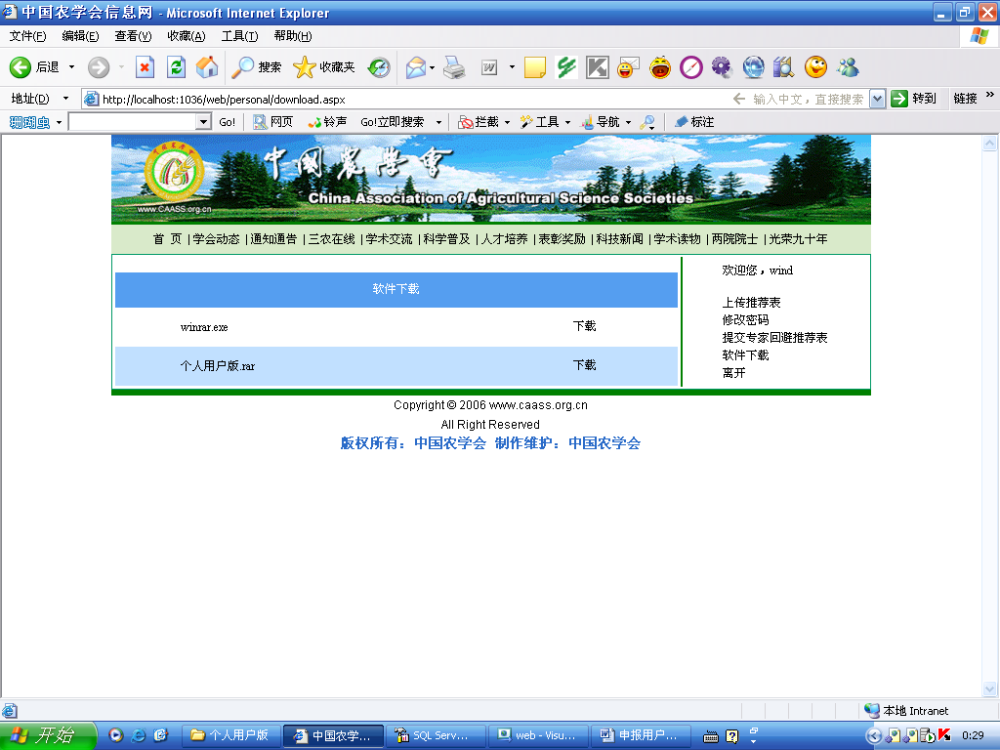 中国农学会信息网 - Microsoft Internet Explorer
文件(F) 编辑(E) 查看(V) 收藏(A) 工具(T) 帮助(H)
后退 搜索 收藏夹
地址(D) http://localhost:1036/web/personal/download.aspx 输入中文，直接搜索 转到 链接 »
珊瑚虫 Go! 网页 铃声 Go!立即搜索 拦截 工具 导航 标注
中國农學會
China Association of Agricultural Science Societies
www.CAASS.org.cn
首 页 |学会动态 |通知通告 |三农在线 |学术交流 |科学普及 |人才培养 |表彰奖励 |科技新闻 |学术读物 |两院院士 |光荣九十年
欢迎您，wind
软件下载
上传推荐表
修改密码
winrar.exe 下载
提交专家回避推荐表
软件下载
个人用户版.rar 下载
离开
Copyright © 2006 www.caass.org.cn
All Right Reserved
版权所有：中国农学会 制作维护：中国农学会
本地 Intranet
开始 个人用户版 中国农学... SQL Serv... web - Visu... 申报用户... 0:29